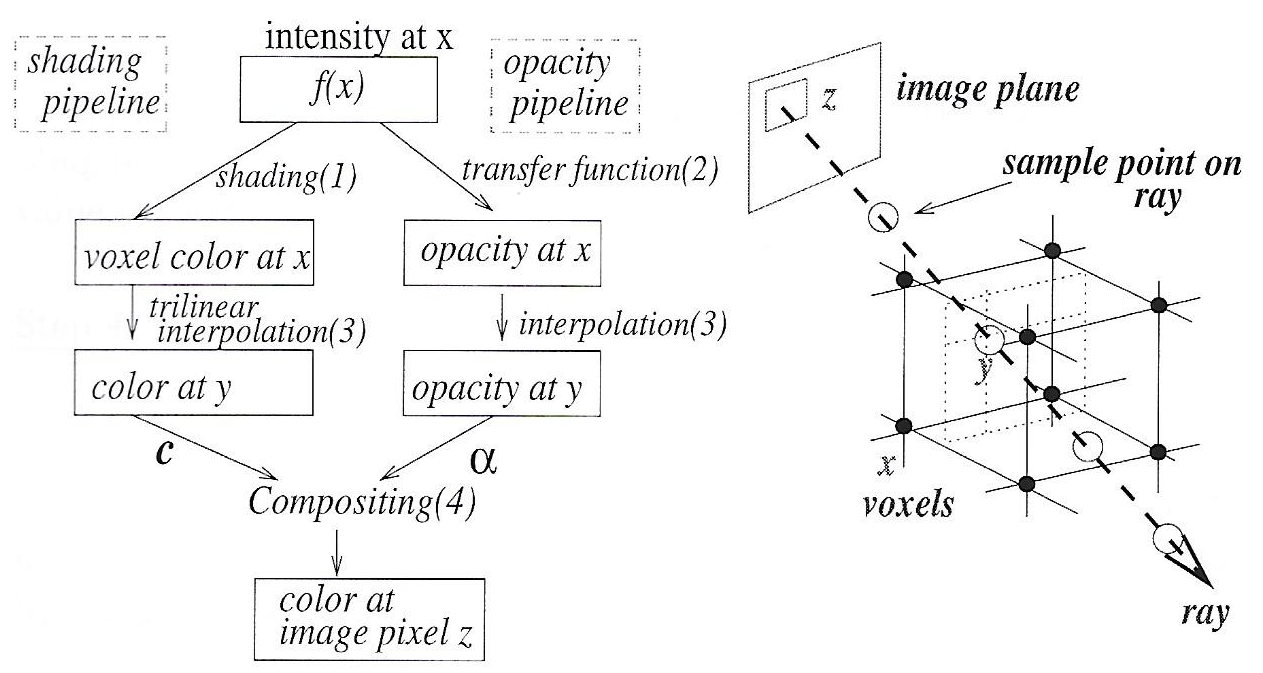 intensity at x
shading
pipeline
f(x)
opacity
pipeline
shading(1)
transfer function(2)
voxel color at x
opacity at x
trilinear
interpolation(3)
interpolation(3)
color at y
opacity at y
c
α
Compositing(4)
color at
image pixel z
z
image plane
sample point on
ray
y
x
voxels
ray